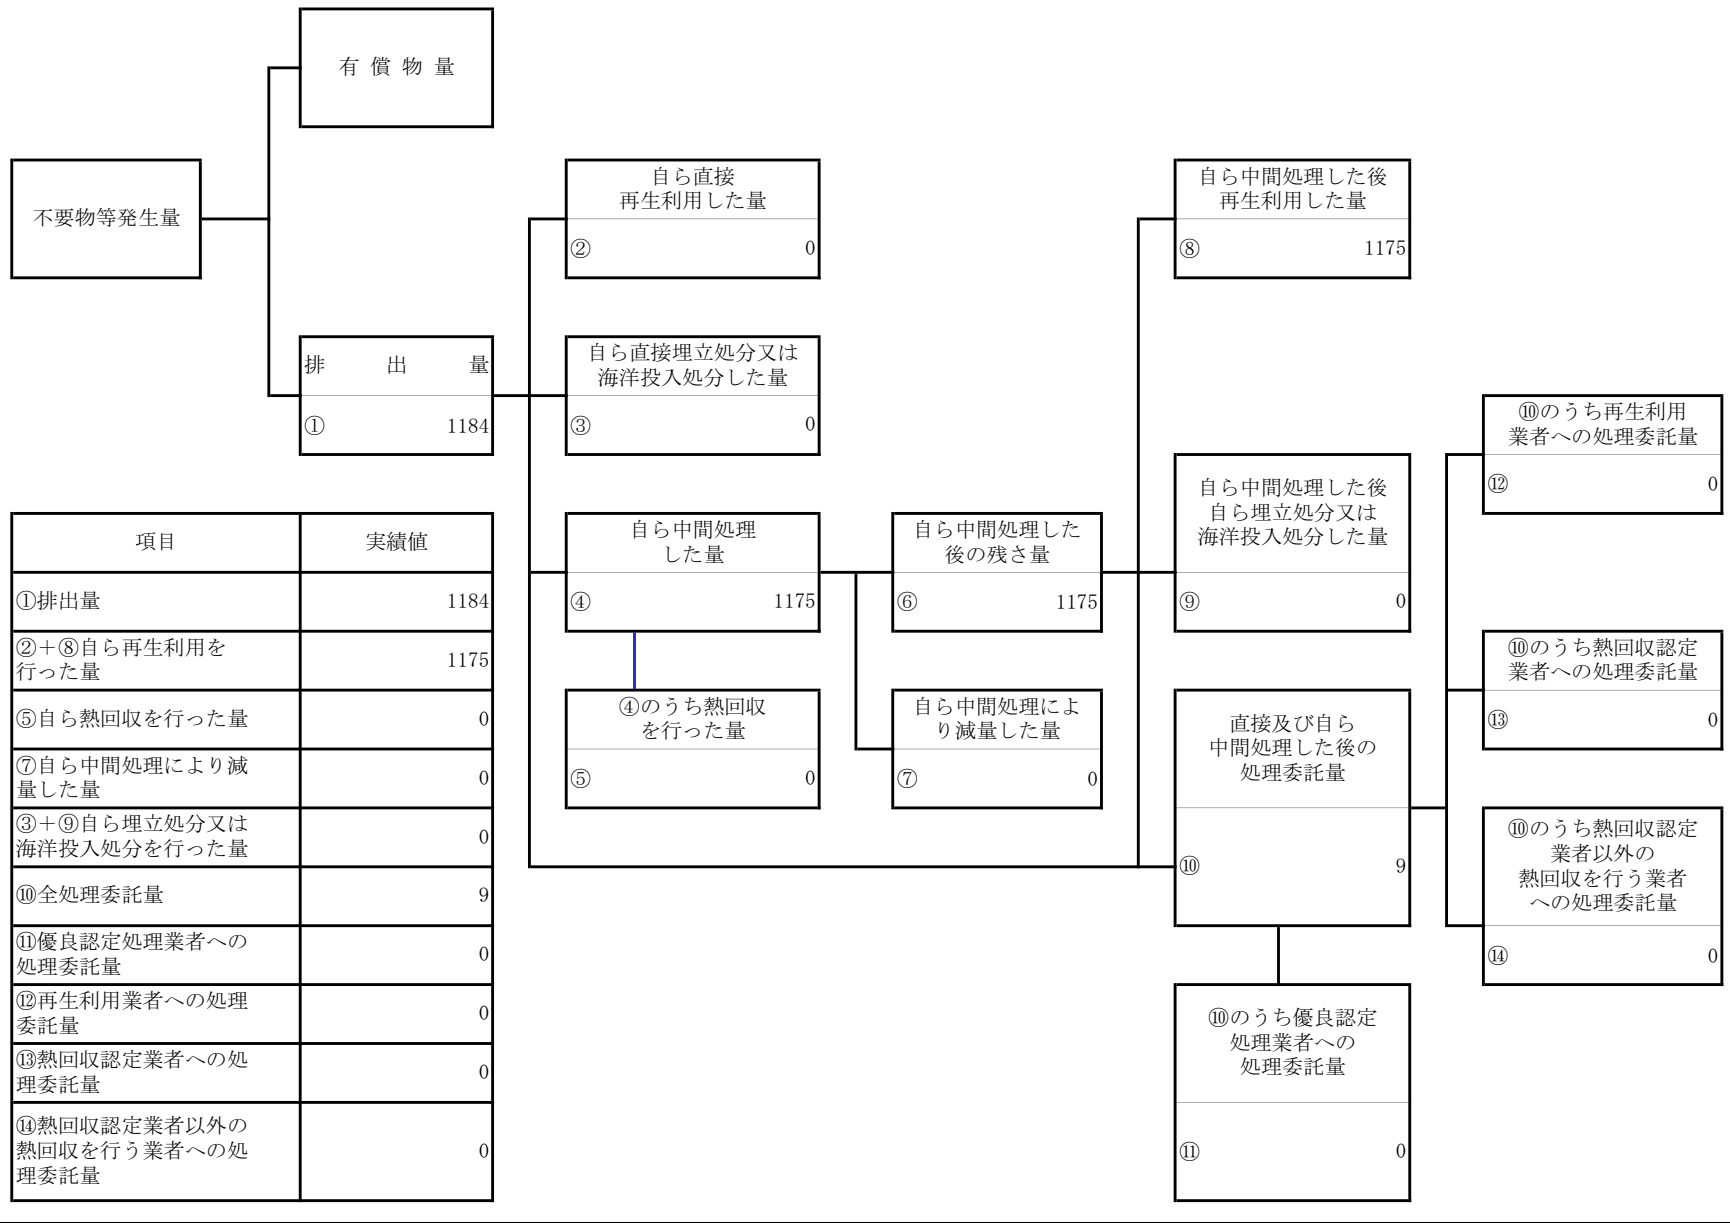 有 償 物 量
不要物等発生量
排 出 量
① 1184
自ら直接
再生利用した量
② 0
自ら直接埋立処分又は
海洋投入処分した量
③ 0
自ら中間処理
した量
④ 1175
④のうち熱回収
を行った量
⑤ 0
自ら中間処理した
後の残さ量
⑥ 1175
自ら中間処理によ
り減量した量
⑦ 0
自ら中間処理した後
再生利用した量
⑧ 1175
自ら中間処理した後
自ら埋立処分又は
海洋投入処分した量
⑨ 0
直接及び自ら
中間処理した後の
処理委託量
⑩ 9
⑩のうち優良認定
処理業者への
処理委託量
⑪ 0
⑩のうち再生利用
業者への処理委託量
⑫ 0
⑩のうち熱回収認定
業者への処理委託量
⑬ 0
⑩のうち熱回収認定
業者以外の
熱回収を行う業者
への処理委託量
⑭ 0
項目 実績値
①排出量 1184
②＋⑧自ら再生利用を
行った量 1175
⑤自ら熱回収を行った量 0
⑦自ら中間処理により減
量した量 0
③＋⑨自ら埋立処分又は
海洋投入処分を行った量 0
⑩全処理委託量 9
⑪優良認定処理業者への
処理委託量 0
⑫再生利用業者への処理
委託量 0
⑬熱回収認定業者への処
理委託量 0
⑭熱回収認定業者以外の
熱回収を行う業者への処
理委託量 0